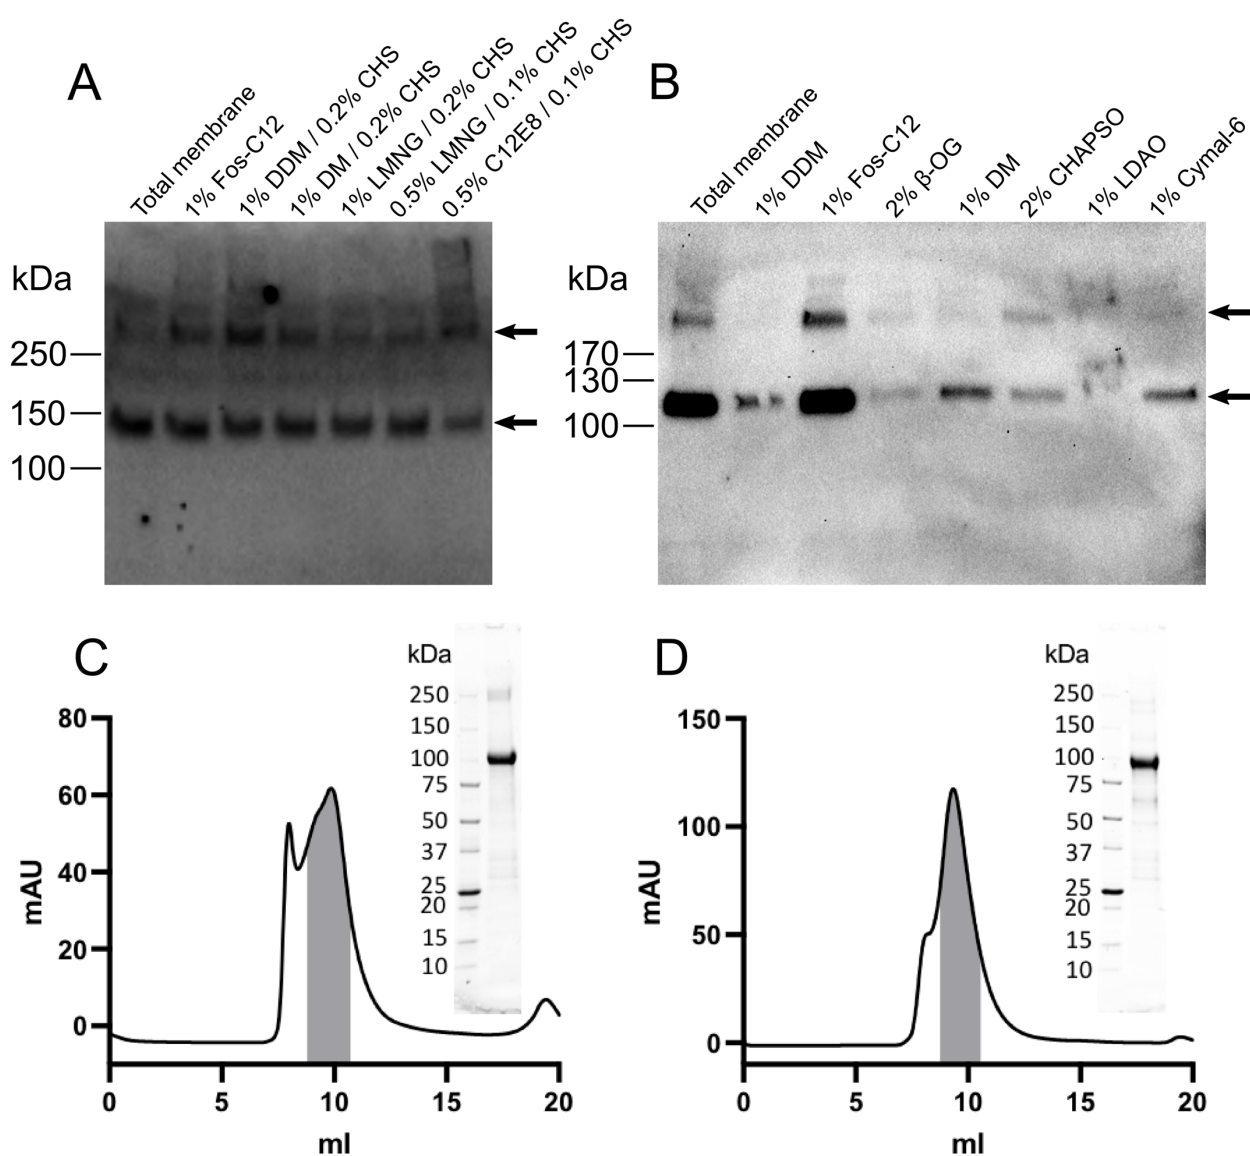 A
Total membrane
1% Fos-C12
1% DDM / 0.2% CHS
1% DM / 0.2% CHS
1% LMNG / 0.2% CHS
0.5% LMNG / 0.1% CHS
0.5% C12E8 / 0.1% CHS
kDa
250
150
100
B
Total membrane
1% DDM
1% Fos-C12
2% β-OG
1% DM
2% CHAPSO
1% LDAO
1% Cymal-6
kDa
170
130
100
C
mAU
80
60
40
20
0
0 5 10 15 20
ml
kDa
250
150
100
75
50
37
25
20
15
10
D
mAU
150
100
50
0
0 5 10 15 20
ml
kDa
250
150
100
75
50
37
25
20
15
10